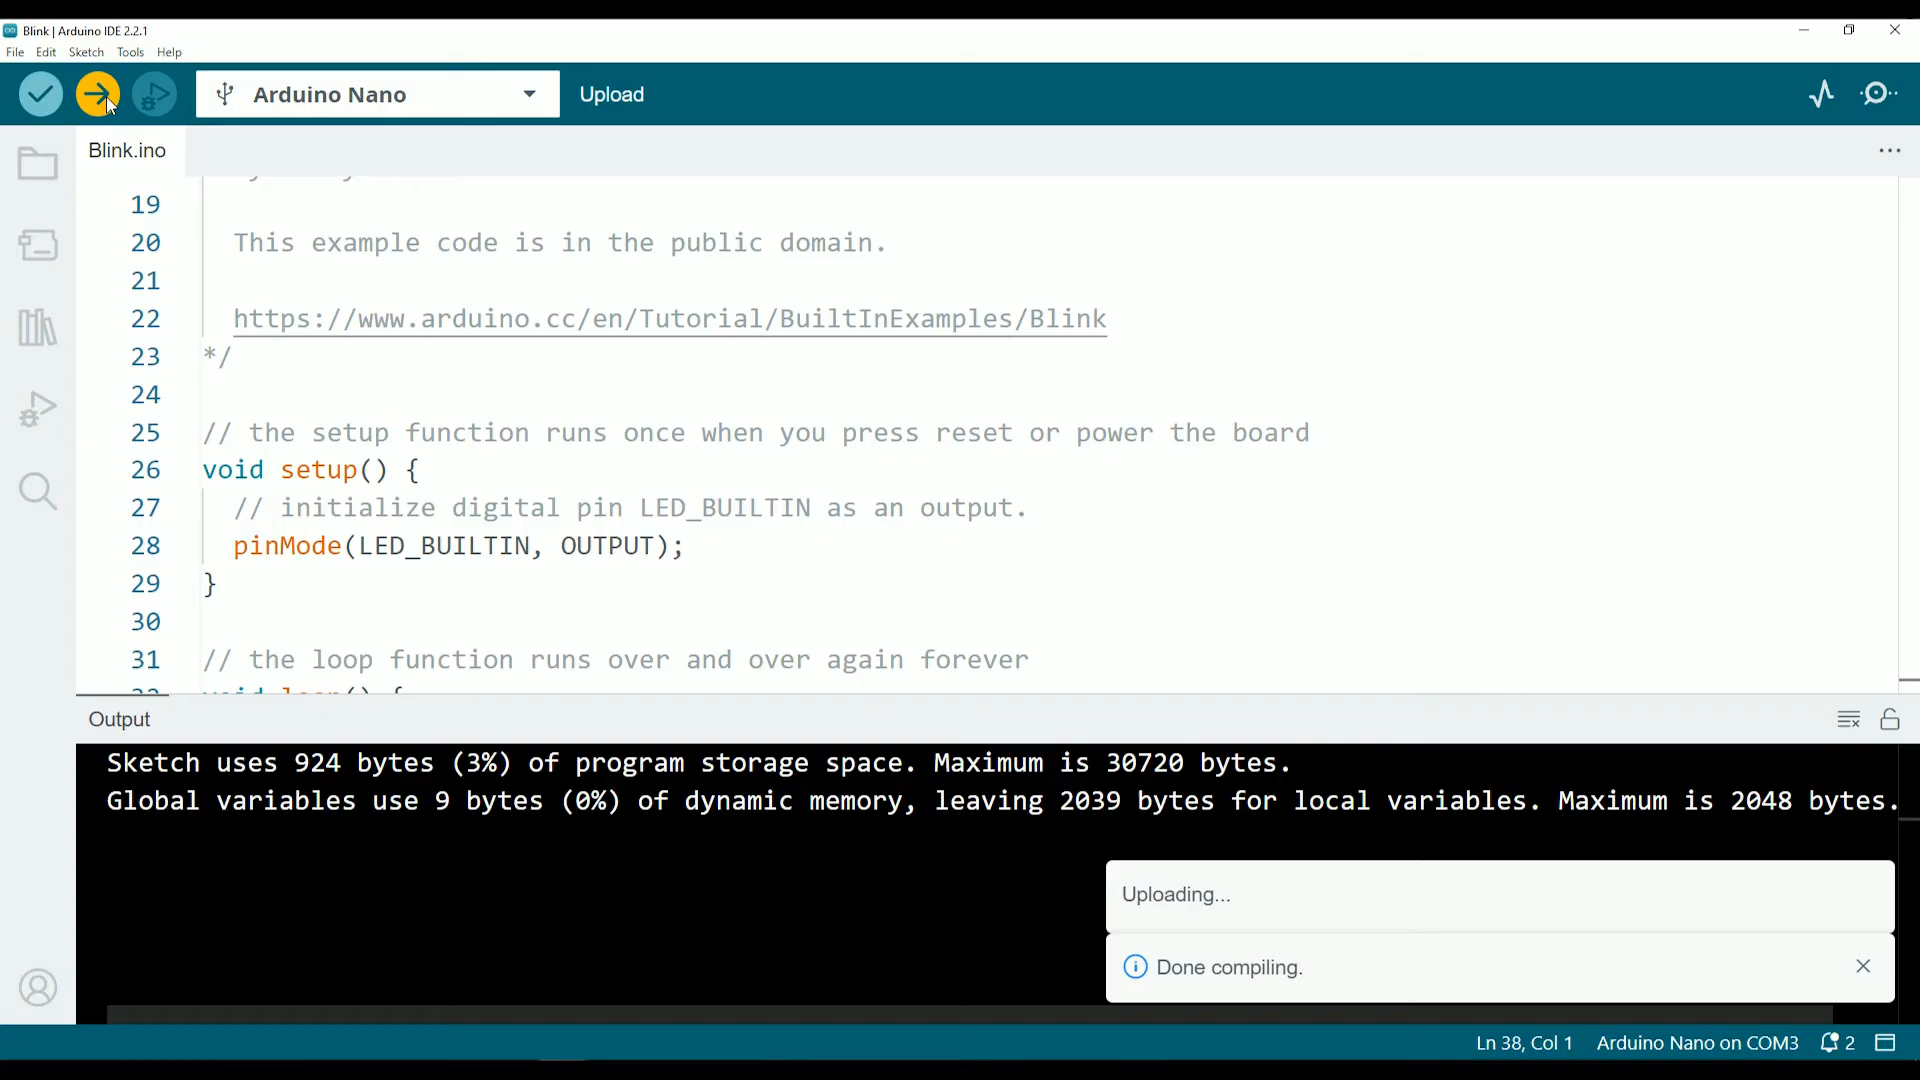 Blink | Arduino IDE 2.2.1
File Edit Sketch Tools Help
Arduino Nano
Upload
Blink.ino
19
20 This example code is in the public domain.
21
22 https://www.arduino.cc/en/Tutorial/BuiltInExamples/Blink
23 */
24
25 // the setup function runs once when you press reset or power the board
26 void setup() {
27 // initialize digital pin LED_BUILTIN as an output.
28 pinMode(LED_BUILTIN, OUTPUT);
29 }
30
31 // the loop function runs over and over again forever
Output
Sketch uses 924 bytes (3%) of program storage space. Maximum is 30720 bytes.
Global variables use 9 bytes (0%) of dynamic memory, leaving 2039 bytes for local variables. Maximum is 2048 bytes.
Uploading...
Done compiling.
Ln 38, Col 1 Arduino Nano on COM3 2